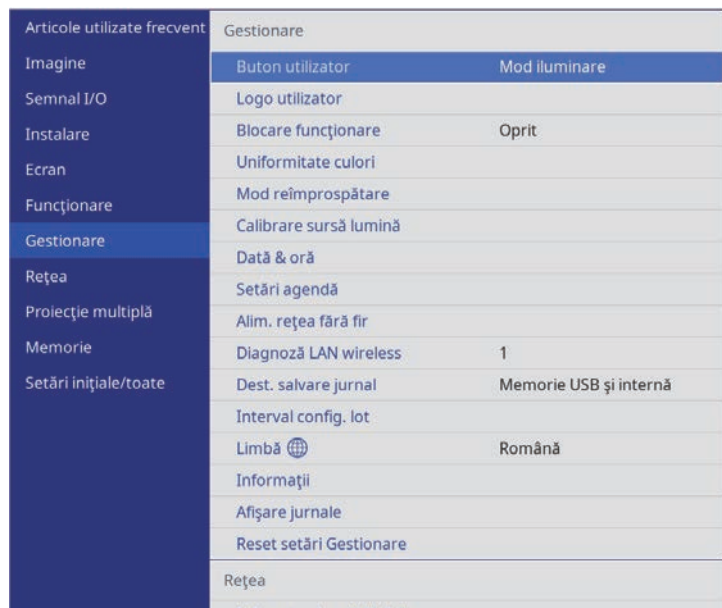 Articole utilizate frecvent
Imagine
Semnal I/O
Instalare
Ecran
Funcţionare
Gestionare
Reţea
Proiecţie multiplă
Memorie
Setări iniţiale/toate
Gestionare
Buton utilizator Mod iluminare
Logo utilizator
Blocare funcţionare Oprit
Uniformitate culori
Mod reîmprospătare
Calibrare sursă lumină
Dată & oră
Setări agendă
Alim. reţea fără fir
Diagnoză LAN wireless 1
Dest. salvare jurnal Memorie USB şi internă
Interval config. lot
Limbă Română
Informaţii
Afişare jurnale
Reset setări Gestionare
Reţea